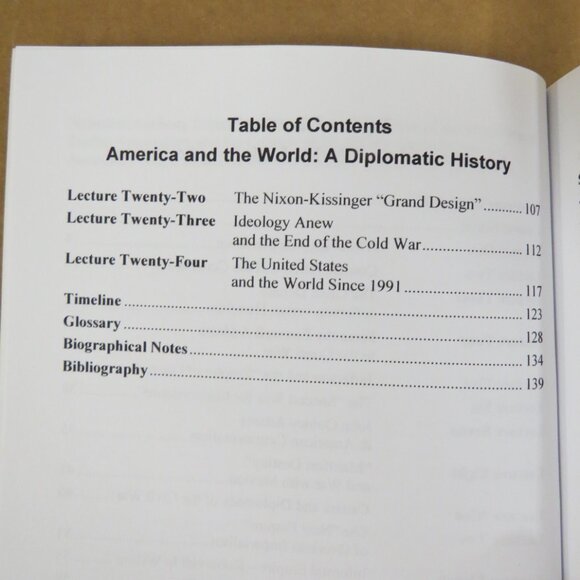 Table of Contents
America and the World: A Diplomatic History
Lecture Twenty-Two The Nixon-Kissinger “Grand Design” ........... 107
Lecture Twenty-Three Ideology Anew
and the End of the Cold War ........................ 112
Lecture Twenty-Four The United States
and the World Since 1991 ............................ 117
Timeline ........................................................................ 123
Glossary ........................................................................ 128
Biographical Notes ........................................................ 134
Bibliography .................................................................. 139